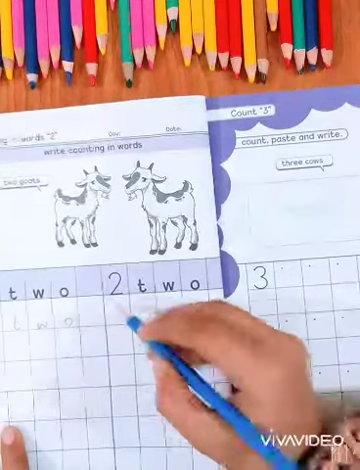 words "2"
Day:
Date:
write counting in words
two goats
t w o 2 t w o
t w o
Count "3"
count, paste and write.
three cows
3
VIVAVIDEO